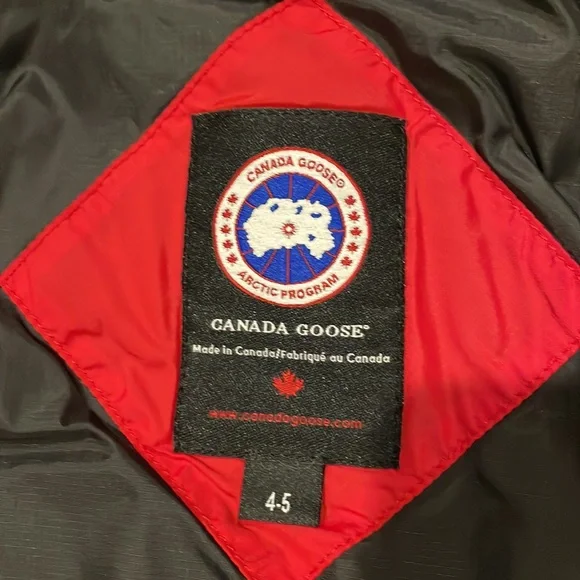 CANADA GOOSE®
ARCTIC PROGRAM
CANADA GOOSE®
Made in Canada/Fabriqué au Canada
www.canadagoose.com
4-5